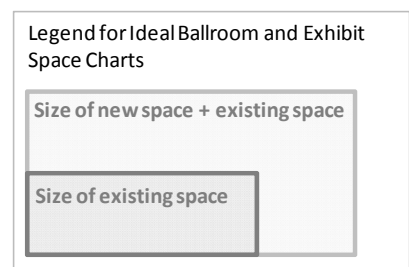 Legend for Ideal Ballroom and Exhibit
Space Charts
Size of new space + existing space
Size of existing space